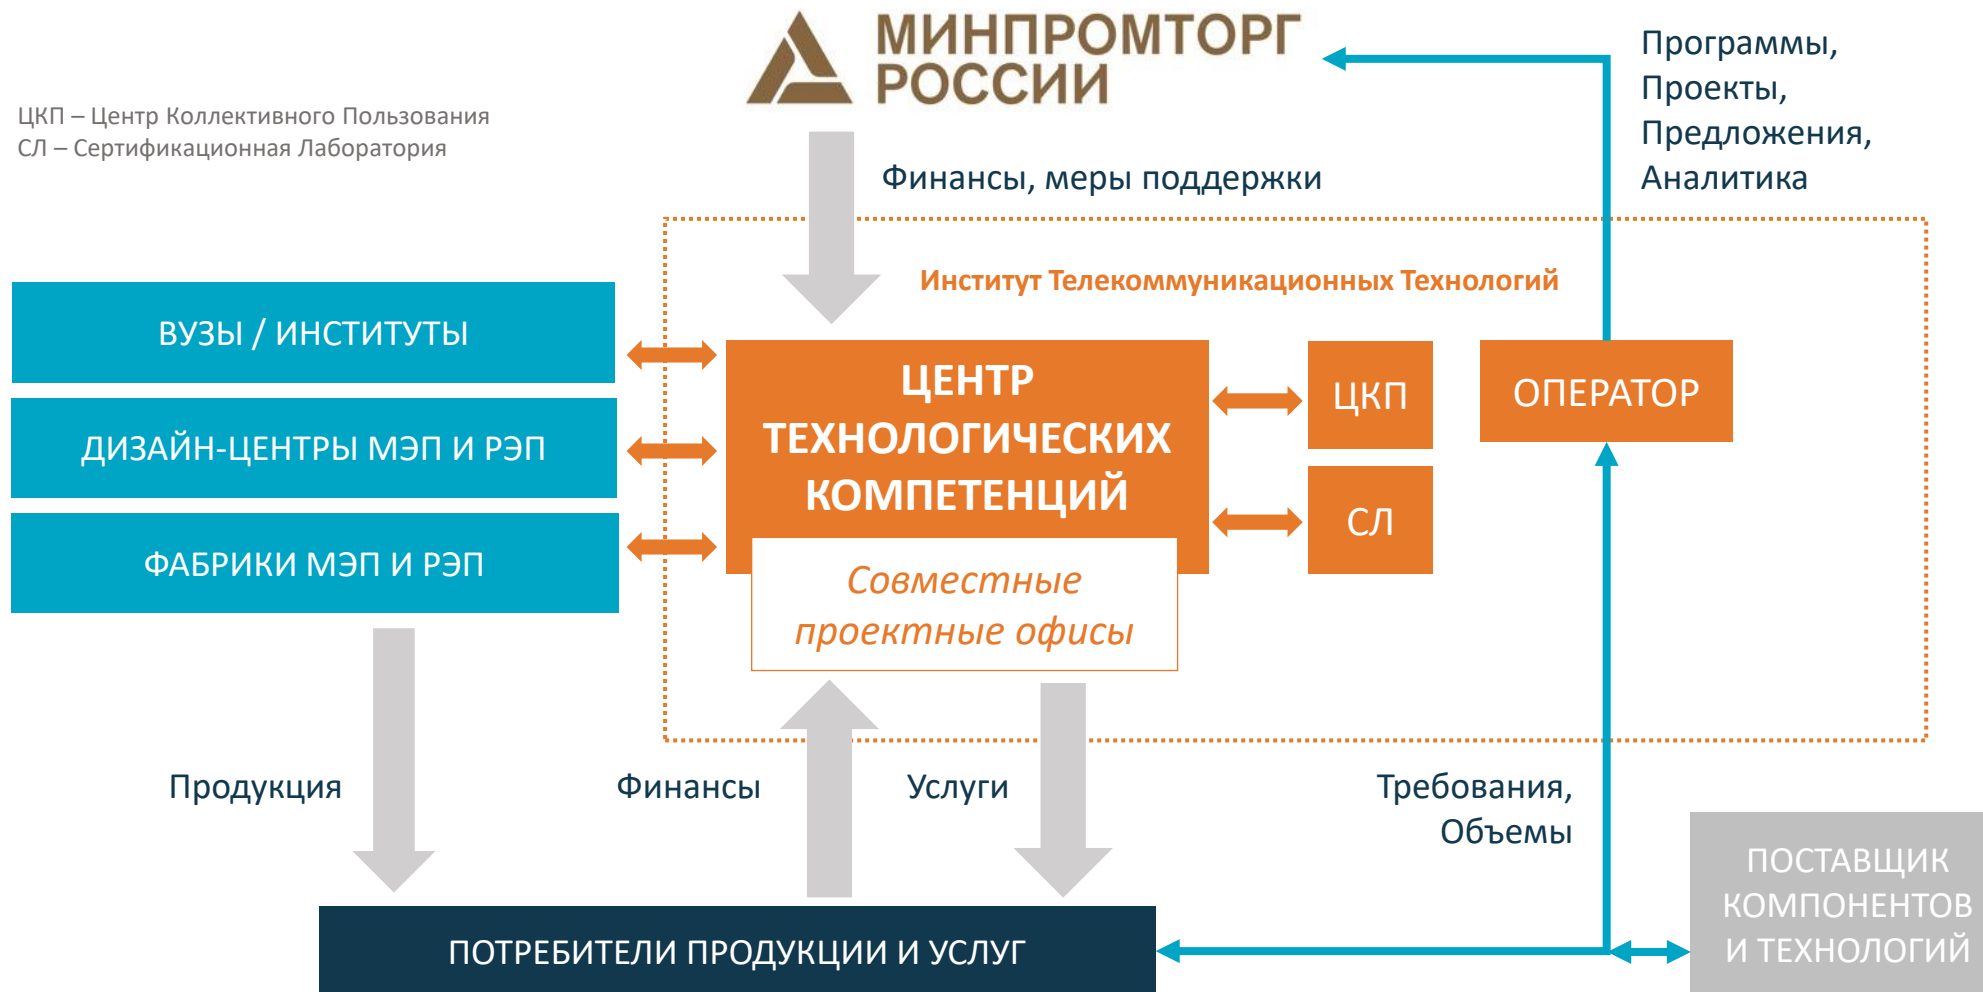 МИНПРОМТОРГ
РОССИИ
Программы,
Проекты,
Предложения,
Аналитика
ЦКП – Центр Коллективного Пользования
СЛ – Сертификационная Лаборатория
Финансы, меры поддержки
Институт Телекоммуникационных Технологий
ВУЗЫ / ИНСТИТУТЫ
ДИЗАЙН-ЦЕНТРЫ МЭП И РЭП
ФАБРИКИ МЭП И РЭП
ЦЕНТР
ТЕХНОЛОГИЧЕСКИХ
КОМПЕТЕНЦИЙ
Совместные
проектные офисы
ЦКП
СЛ
ОПЕРАТОР
Продукция
Финансы
Услуги
Требования,
Объемы
ПОТРЕБИТЕЛИ ПРОДУКЦИИ И УСЛУГ
ПОСТАВЩИК
КОМПОНЕНТОВ
И ТЕХНОЛОГИЙ